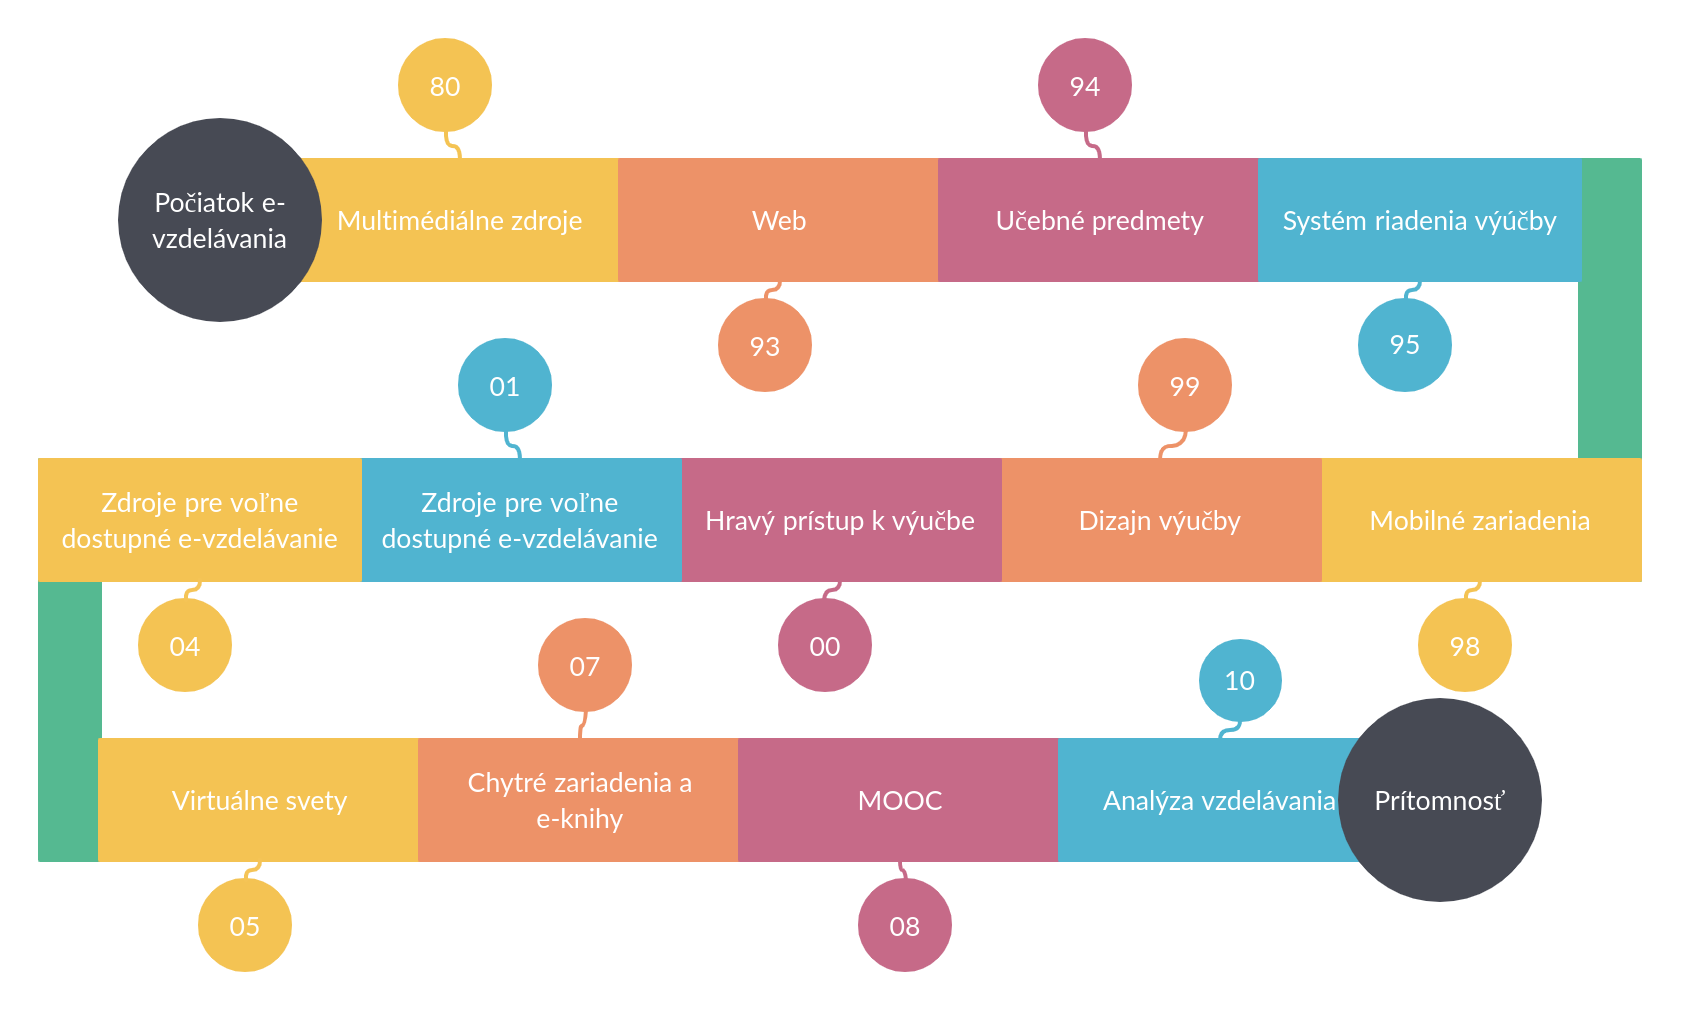 80
94
Počiatok e-
vzdelávania
Multimédiálne zdroje
Web
Učebné predmety
Systém riadenia výúčby
93
95
01
99
Zdroje pre voľne
dostupné e-vzdelávanie
Zdroje pre voľne
dostupné e-vzdelávanie
Hravý prístup k výučbe
Dizajn výučby
Mobilné zariadenia
04
07
00
10
98
Virtuálne svety
Chytré zariadenia a
e-knihy
MOOC
Analýza vzdelávania
Prítomnosť
05
08